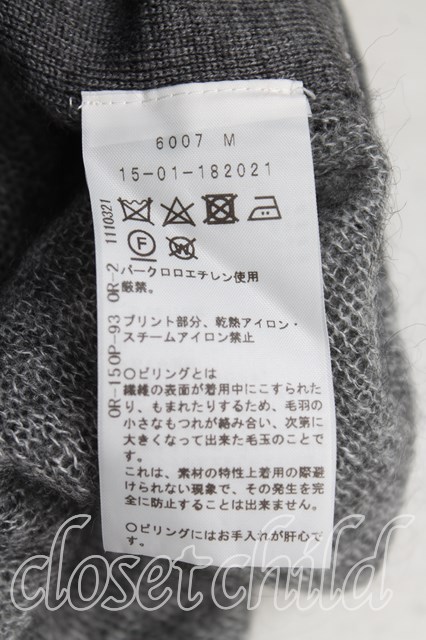 6007 M
15-01-182021
F
W
パークロロエチレン使用
厳禁。
プリント部分、乾熱アイロン・
スチームアイロン禁止
○ピリングとは
繊維の表面が着用中にこすられた
り、もまれたりするため、毛羽の
小さなもつれが絡み合い、次第に
大きくなって出来た毛玉のことで
す。
これは、素材の特性上着用の際避
けられない現象で、その発生を完
全に防止することは出来ません。
○ピリングにはお手入れが肝心で
す。
OR-150P-93 OR-2 1110321
closet child